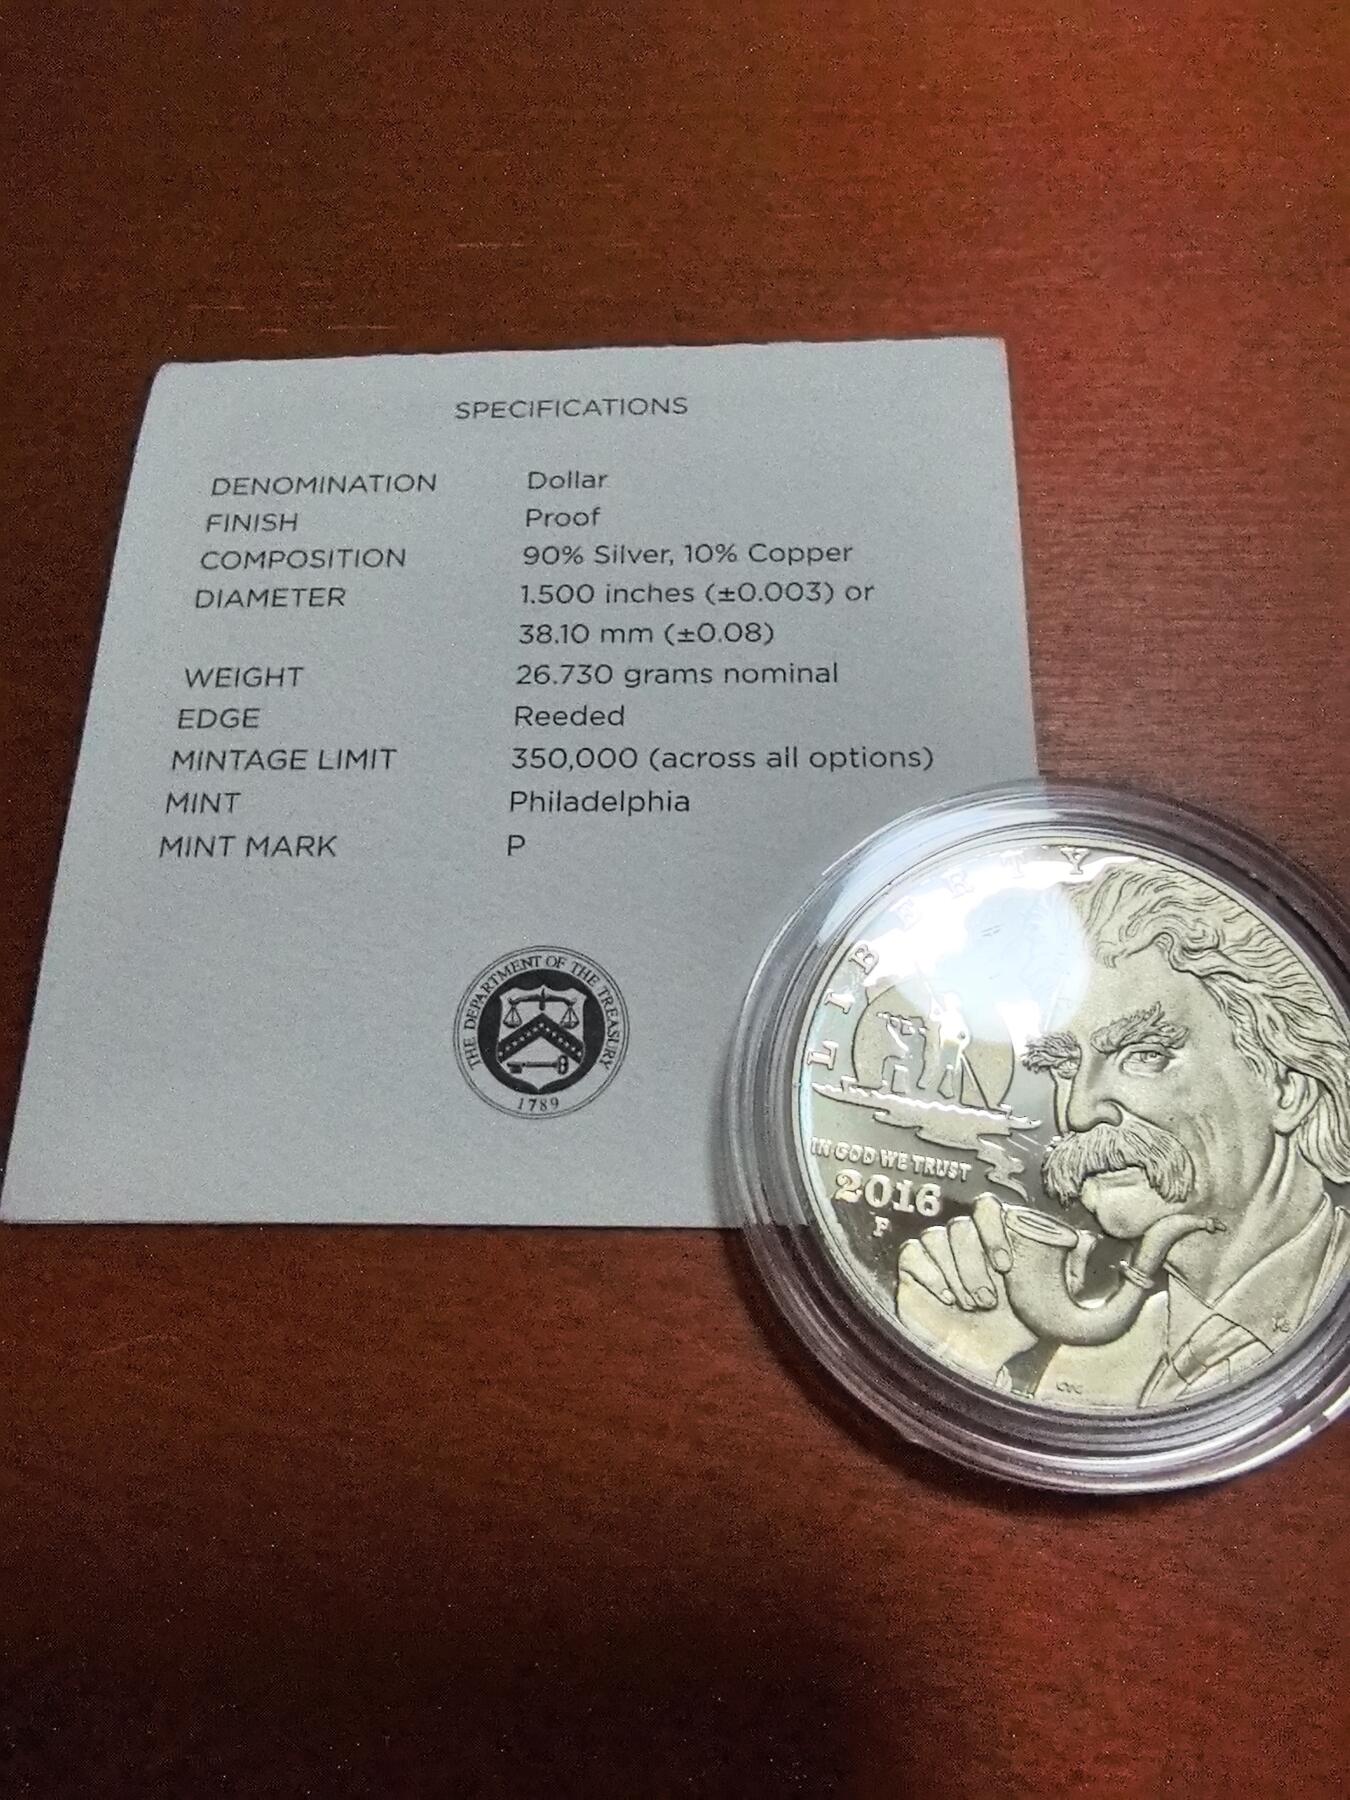 SPECIFICATIONS
DENOMINATION Dollar
FINISH Proof
COMPOSITION 90% Silver, 10% Copper
DIAMETER 1.500 inches (±0.003) or
38.10 mm (±0.08)
WEIGHT 26.730 grams nominal
EDGE Reeded
MINTAGE LIMIT 350,000 (across all options)
MINT Philadelphia
MINT MARK P
THE DEPARTMENT OF THE TREASURY
1789
LIBERTY
IN GOD WE TRUST
2016
P